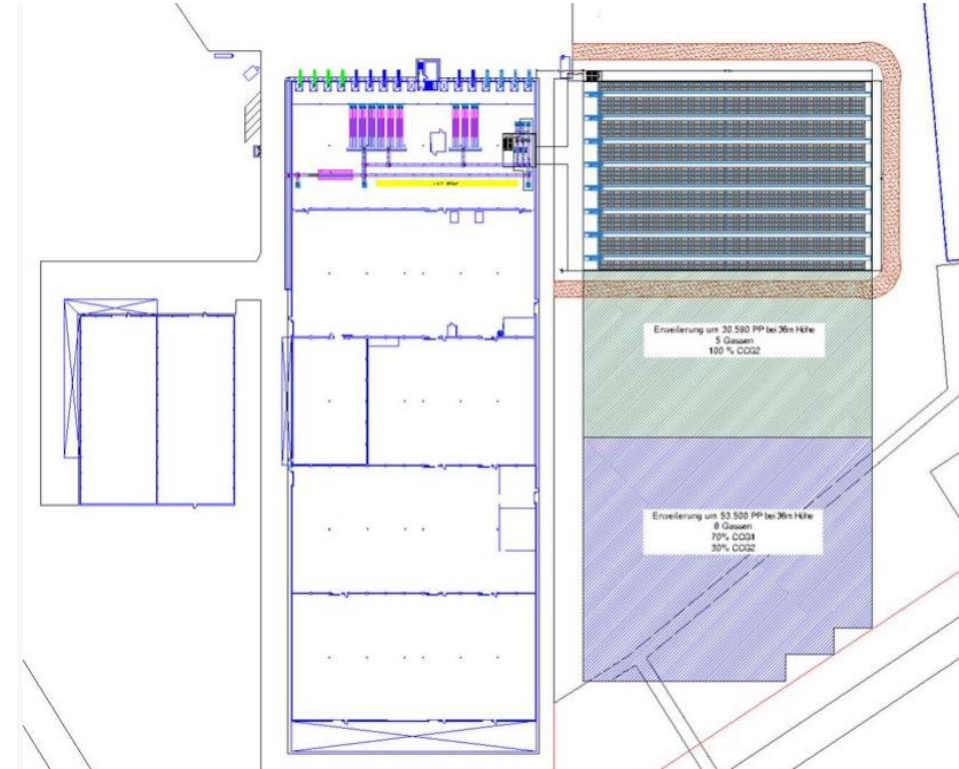 Erweiterung um 30.590 PP bei 36m Höhe
5 Gassen
100 % CCG2
Erweiterung um 53.500 PP bei 36m Höhe
8 Gassen
70% CCG1
30% CCG2